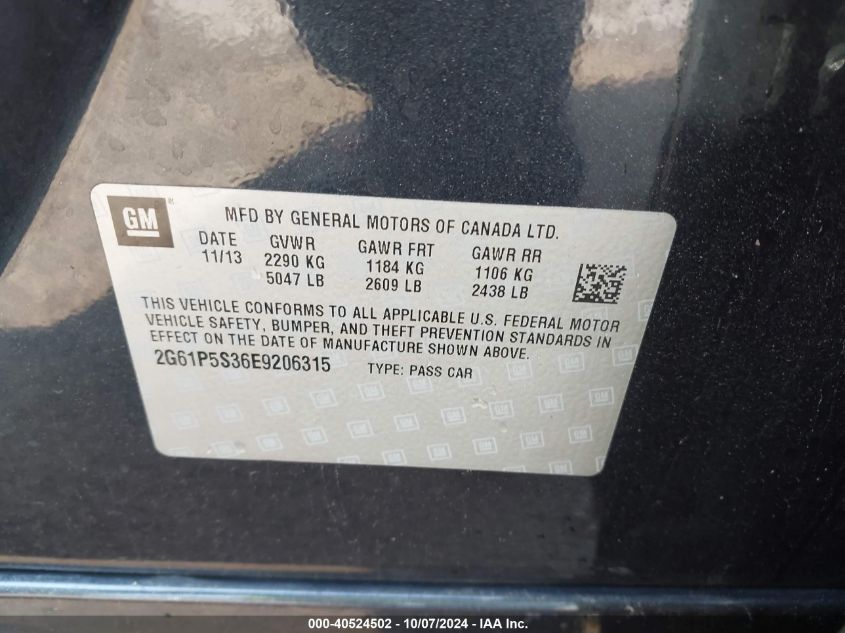 GM
MFD BY GENERAL MOTORS OF CANADA LTD.
DATE GVWR GAWR FRT GAWR RR
11/13 2290 KG 1184 KG 1106 KG
5047 LB 2609 LB 2438 LB
THIS VEHICLE CONFORMS TO ALL APPLICABLE U.S. FEDERAL MOTOR
VEHICLE SAFETY, BUMPER, AND THEFT PREVENTION STANDARDS IN
EFFECT ON THE DATE OF MANUFACTURE SHOWN ABOVE.
2G61P5S36E9206315 TYPE: PASS CAR
000-40524502 - 10/07/2024 - IAA Inc.